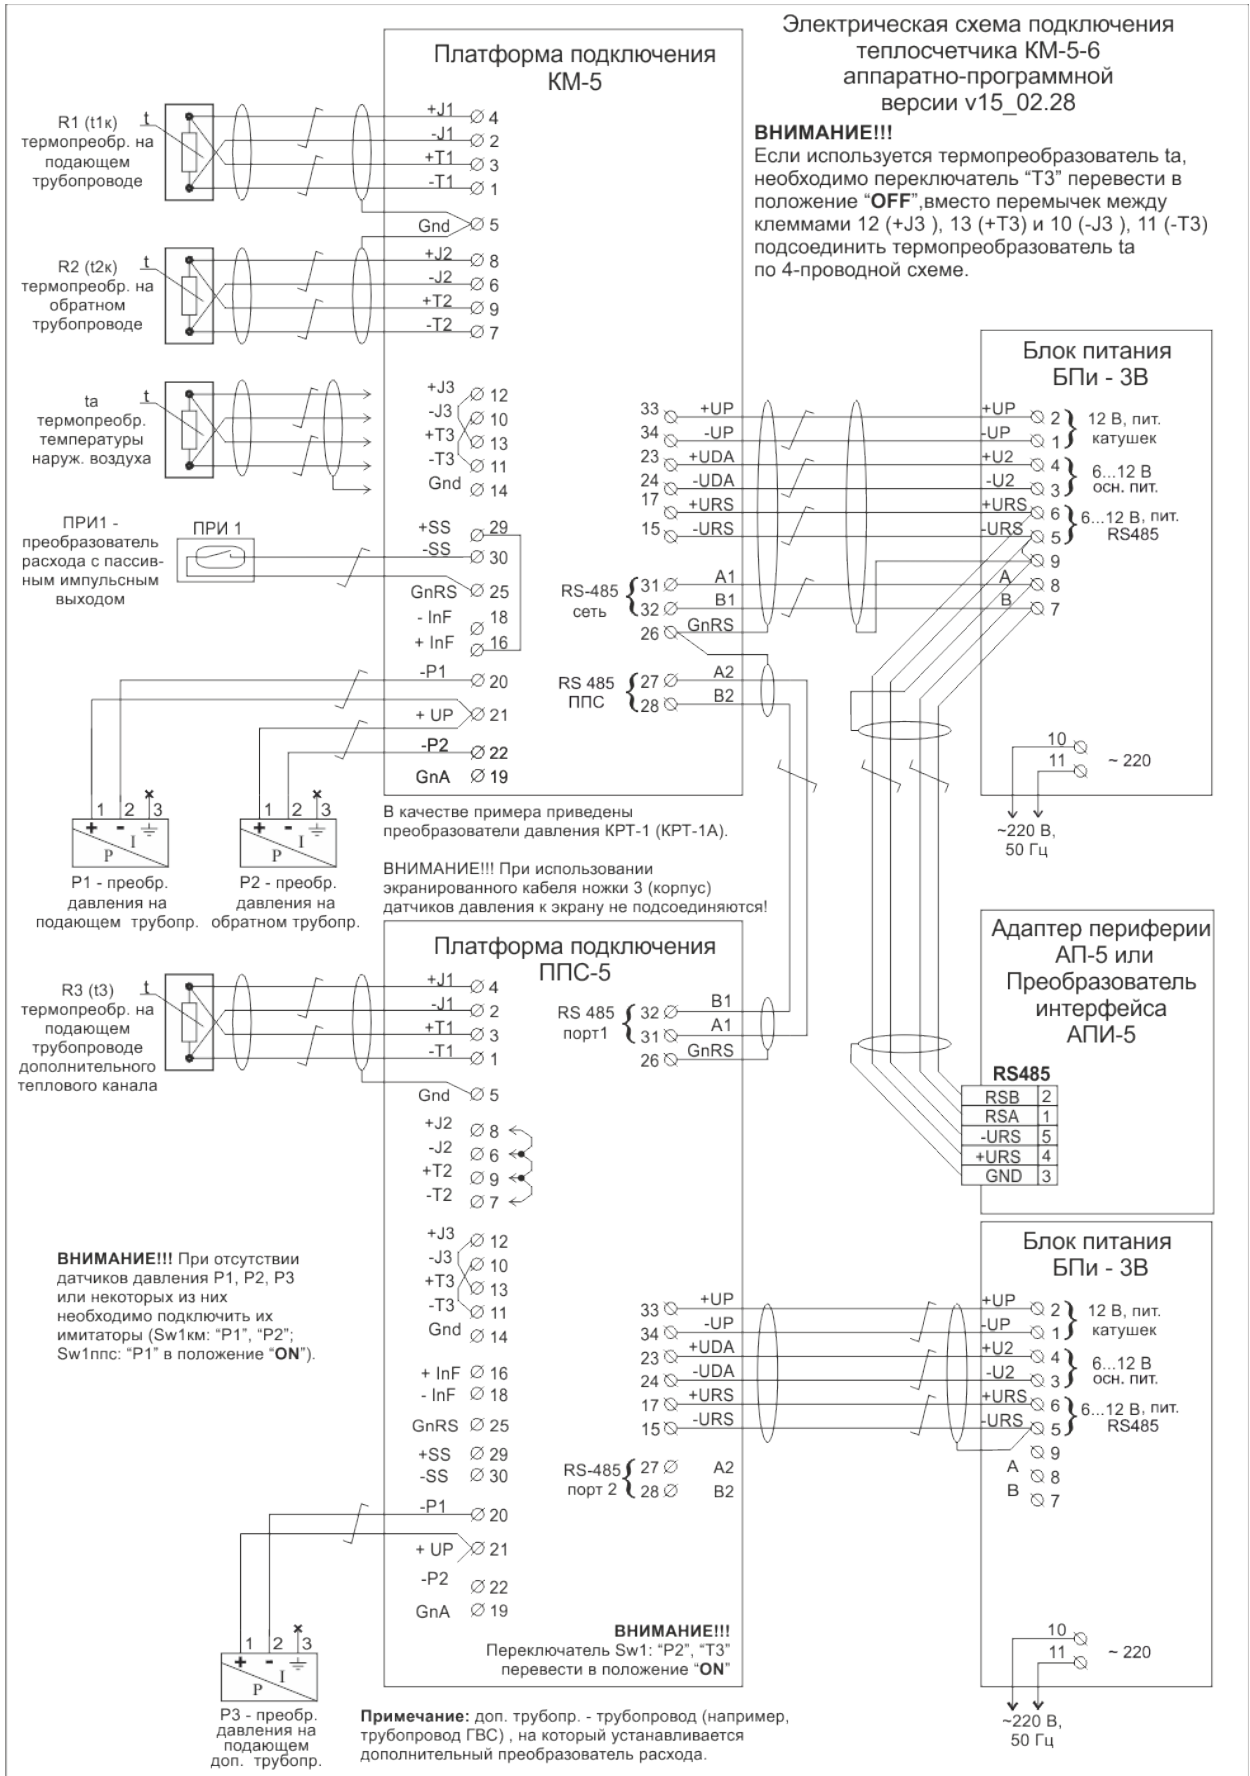 Электрическая схема подключения
теплосчетчика КМ-5-6
аппаратно-программной
версии v15_02.28
ВНИМАНИЕ!!!
Если используется термопреобразователь ta,
необходимо переключатель “T3” перевести в
положение “OFF”,вместо перемычек между
клеммами 12 (+J3 ), 13 (+T3) и 10 (-J3 ), 11 (-T3)
подсоединить термопреобразователь ta
по 4-проводной схеме.
Платформа подключения
КМ-5
R1 (t1к)
термопреобр. на
подающем
трубопроводе
t
+J1 4
-J1 2
+T1 3
-T1 1
Gnd 5
R2 (t2к)
термопреобр. на
обратном
трубопроводе
t
+J2 8
-J2 6
+T2 9
-T2 7
ta
термопреобр.
температуры
наруж. воздуха
t
+J3 12
-J3 10
+T3 13
-T3 11
Gnd 14
ПРИ1 -
преобразователь
расхода с пассив-
ным импульсным
выходом
ПРИ 1
+SS 29
-SS 30
GnRS 25
- InF 18
+ InF 16
-P1 20
+ UP 21
-P2 22
GnA 19
33 +UP
34 -UP
23 +UDA
24 -UDA
17 +URS
15 -URS
RS-485
сеть
31 A1
32 B1
26 GnRS
RS 485
ППС
27 A2
28 B2
Блок питания
БПи - 3В
+UP 2
-UP 1
12 В, пит.
катушек
+U2 4
-U2 3
6...12 В
осн. пит.
+URS 6
-URS 5
6...12 В, пит.
RS485
9
A 8
B 7
10
11
~ 220
~220 В,
50 Гц
1 2 3
+ -
P I
P1 - преобр.
давления на
подающем трубопр.
1 2 3
+ -
P I
P2 - преобр.
давления на
обратном трубопр.
В качестве примера приведены
преобразователи давления КРТ-1 (КРТ-1А).
ВНИМАНИЕ!!! При использовании
экранированного кабеля ножки 3 (корпус)
датчиков давления к экрану не подсоединяются!
Платформа подключения
ППС-5
R3 (t3)
термопреобр. на
подающем
трубопроводе
дополнительного
теплового канала
t
+J1 4
-J1 2
+T1 3
-T1 1
Gnd 5
+J2 8
-J2 6
+T2 9
-T2 7
+J3 12
-J3 10
+T3 13
-T3 11
Gnd 14
+ InF 16
- InF 18
GnRS 25
+SS 29
-SS 30
-P1 20
+ UP 21
-P2 22
GnA 19
RS 485
порт1
32 B1
31 A1
26 GnRS
33 +UP
34 -UP
23 +UDA
24 -UDA
17 +URS
15 -URS
RS-485
порт 2
27 A2
28 B2
ВНИМАНИЕ!!!
Переключатель Sw1: “P2”, “T3”
перевести в положение “ON”
Адаптер периферии
АП-5 или
Преобразователь
интерфейса
АПИ-5
RS485
RSB 2
RSA 1
-URS 5
+URS 4
GND 3
Блок питания
БПи - 3В
+UP 2
-UP 1
12 В, пит.
катушек
+U2 4
-U2 3
6...12 В
осн. пит.
+URS 6
-URS 5
6...12 В, пит.
RS485
9
A 8
B 7
10
11
~ 220
~220 В,
50 Гц
ВНИМАНИЕ!!! При отсутствии
датчиков давления P1, P2, P3
или некоторых из них
необходимо подключить их
имитаторы (Sw1км: “P1”, “P2”;
Sw1ппс: “P1” в положение “ON”).
1 2 3
+ -
P I
P3 - преобр.
давления на
подающем
доп. трубопр.
Примечание: доп. трубопр. - трубопровод (например,
трубопровод ГВС) , на который устанавливается
дополнительный преобразователь расхода.